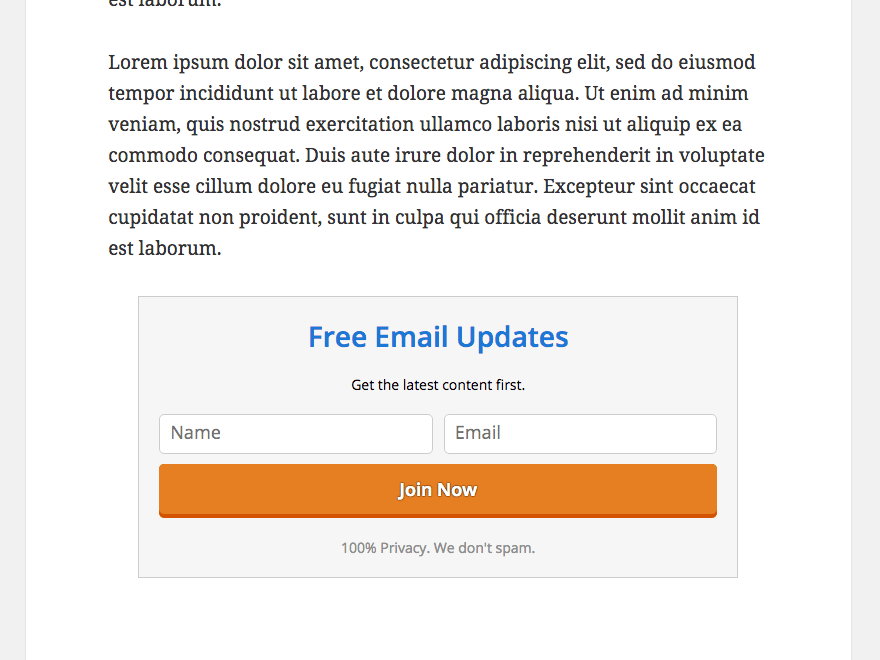 est laborum.
Lorem ipsum dolor sit amet, consectetur adipiscing elit, sed do eiusmod
tempor incididunt ut labore et dolore magna aliqua. Ut enim ad minim
veniam, quis nostrud exercitation ullamco laboris nisi ut aliquip ex ea
commodo consequat. Duis aute irure dolor in reprehenderit in voluptate
velit esse cillum dolore eu fugiat nulla pariatur. Excepteur sint occaecat
cupidatat non proident, sunt in culpa qui officia deserunt mollit anim id
est laborum.
Free Email Updates
Get the latest content first.
Name Email
Join Now
100% Privacy. We don't spam.